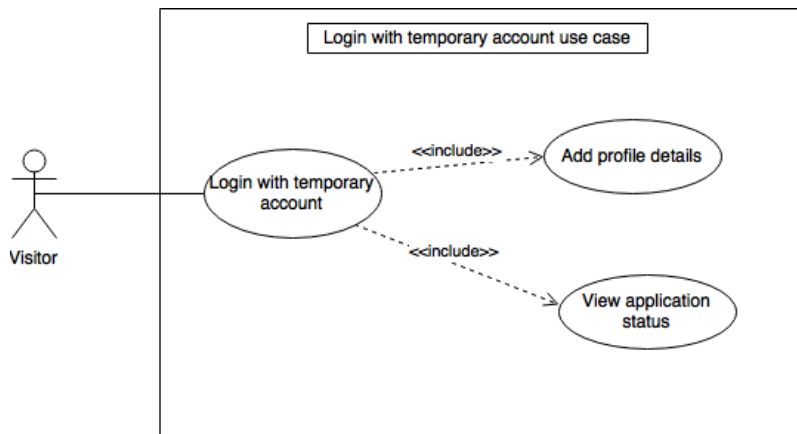 Login with temporary account use case
<<include>>
Add profile details
Login with temporary
account
<<include>>
Visitor
View application
status